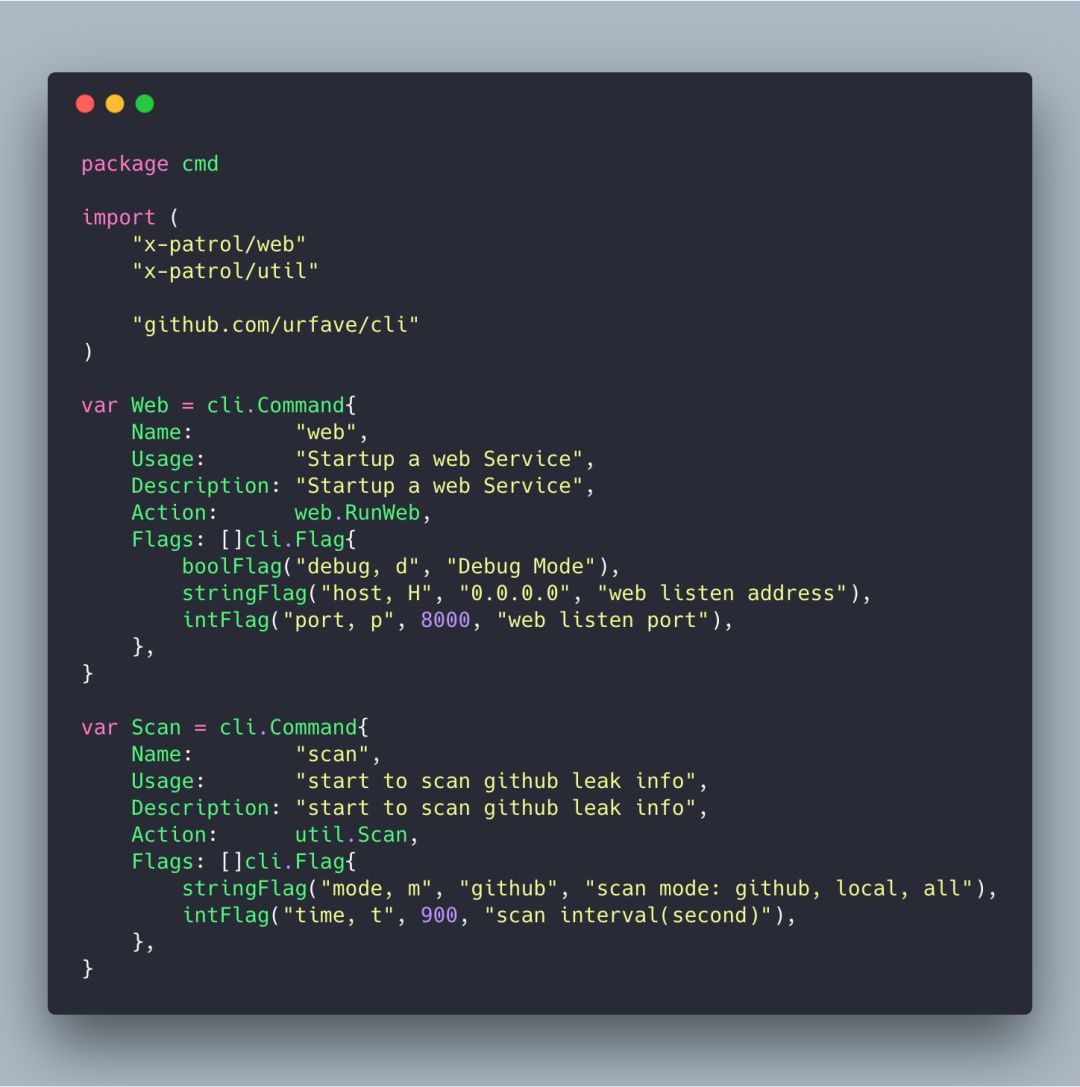 package cmd

import (
    "x-patrol/web"
    "x-patrol/util"

    "github.com/urfave/cli"
)

var Web = cli.Command{
    Name:        "web",
    Usage:       "Startup a web Service",
    Description: "Startup a web Service",
    Action:      web.RunWeb,
    Flags: []cli.Flag{
        boolFlag("debug, d", "Debug Mode"),
        stringFlag("host, H", "0.0.0.0", "web listen address"),
        intFlag("port, p", 8000, "web listen port"),
    },
}

var Scan = cli.Command{
    Name:        "scan",
    Usage:       "start to scan github leak info",
    Description: "start to scan github leak info",
    Action:      util.Scan,
    Flags: []cli.Flag{
        stringFlag("mode, m", "github", "scan mode: github, local, all"),
        intFlag("time, t", 900, "scan interval(second)"),
    },
}